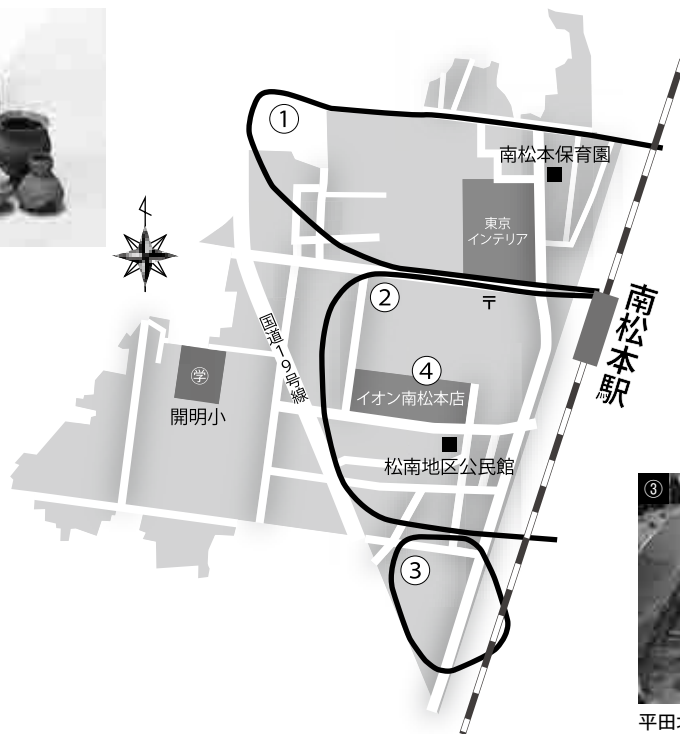 ①
南松本保育園
東京
インテリア
②
〒
南松本駅
国道19号線
④
イオン南松本店
学
開明小
松南地区公民館
③
③